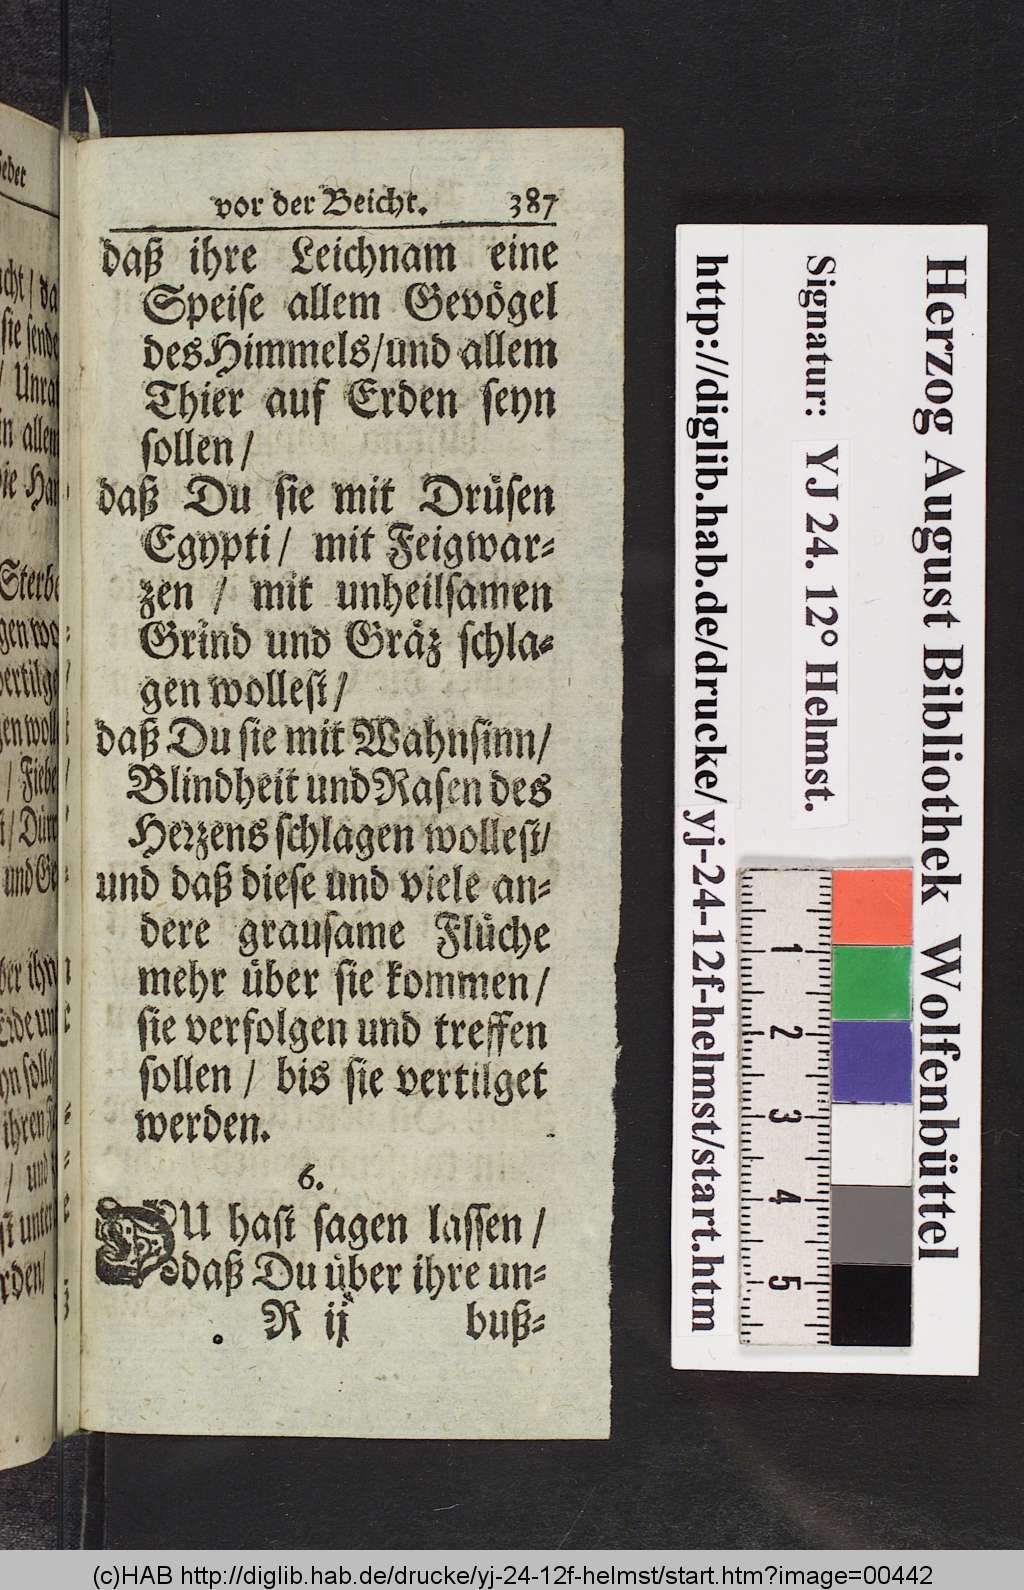 vor der Beicht. 387
daß ihre Leichnam eine
Speise allem Gevögel
des Himmels/und allem
Thier auf Erden seyn
sollen/
daß Du sie mit Drüsen
Egypti/ mit Feigwar-
zen / mit unheilsamen
Grind und Gräz schla-
gen wollest/
daß Du sie mit Wahnsinn/
Blindheit und Rasen des
Herzens schlagen wollest/
und daß diese und viele an-
dere grausame Flüche
mehr über sie kommen/
sie verfolgen und treffen
sollen / bis sie vertilget
werden.
6.
DU hast sagen lassen/
daß Du über ihre un-
R ij buß-
Herzog August Bibliothek Wolfenbüttel
Signatur: YJ 24. 12° Helmst.
http://diglib.hab.de/drucke/yj-24-12f-helmst/start.htm
1
2
3
4
5
(c)HAB http://diglib.hab.de/drucke/yj-24-12f-helmst/start.htm?image=00442